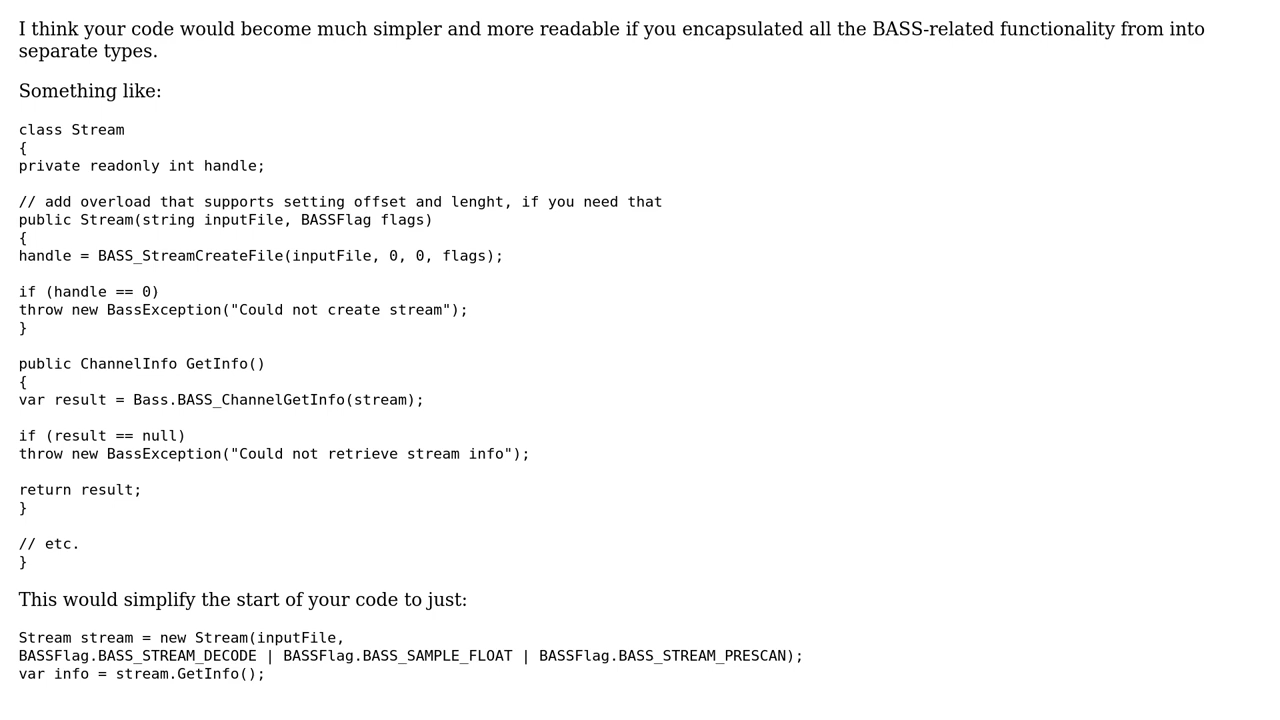 I think your code would become much simpler and more readable if you encapsulated all the BASS-related functionality from into
separate types.
Something like:
class Stream
{
private readonly int handle;
// add overload that supports setting offset and lenght, if you need that
public Stream(string inputFile, BASSFlag flags)
{
handle = BASS_StreamCreateFile(inputFile, 0, 0, flags);
if (handle == 0)
throw new BassException("Could not create stream");
}
public ChannelInfo GetInfo()
{
var result = Bass.BASS_ChannelGetInfo(stream);
if (result == null)
throw new BassException("Could not retrieve stream info");
return result;
}
// etc.
}
This would simplify the start of your code to just:
Stream stream = new Stream(inputFile,
BASSFlag.BASS_STREAM_DECODE | BASSFlag.BASS_SAMPLE_FLOAT | BASSFlag.BASS_STREAM_PRESCAN);
var info = stream.GetInfo();